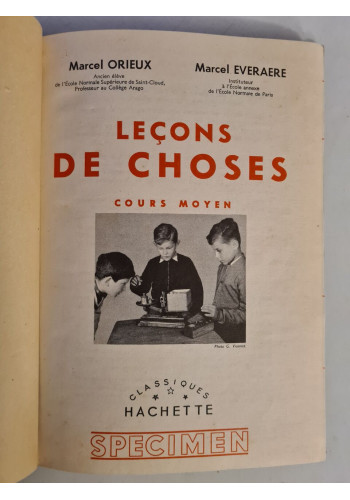 Marcel ORIEUX
Ancien élève
de l'École Normale Supérieure de Saint-Cloud,
Professeur au Collège Arago
Marcel EVERAERE
Instituteur
à l'École annexe
de l'École Normale de Paris
LEÇONS
DE CHOSES
COURS MOYEN
Photo G.
CLASSIQUES
HACHETTE
SPECIMEN